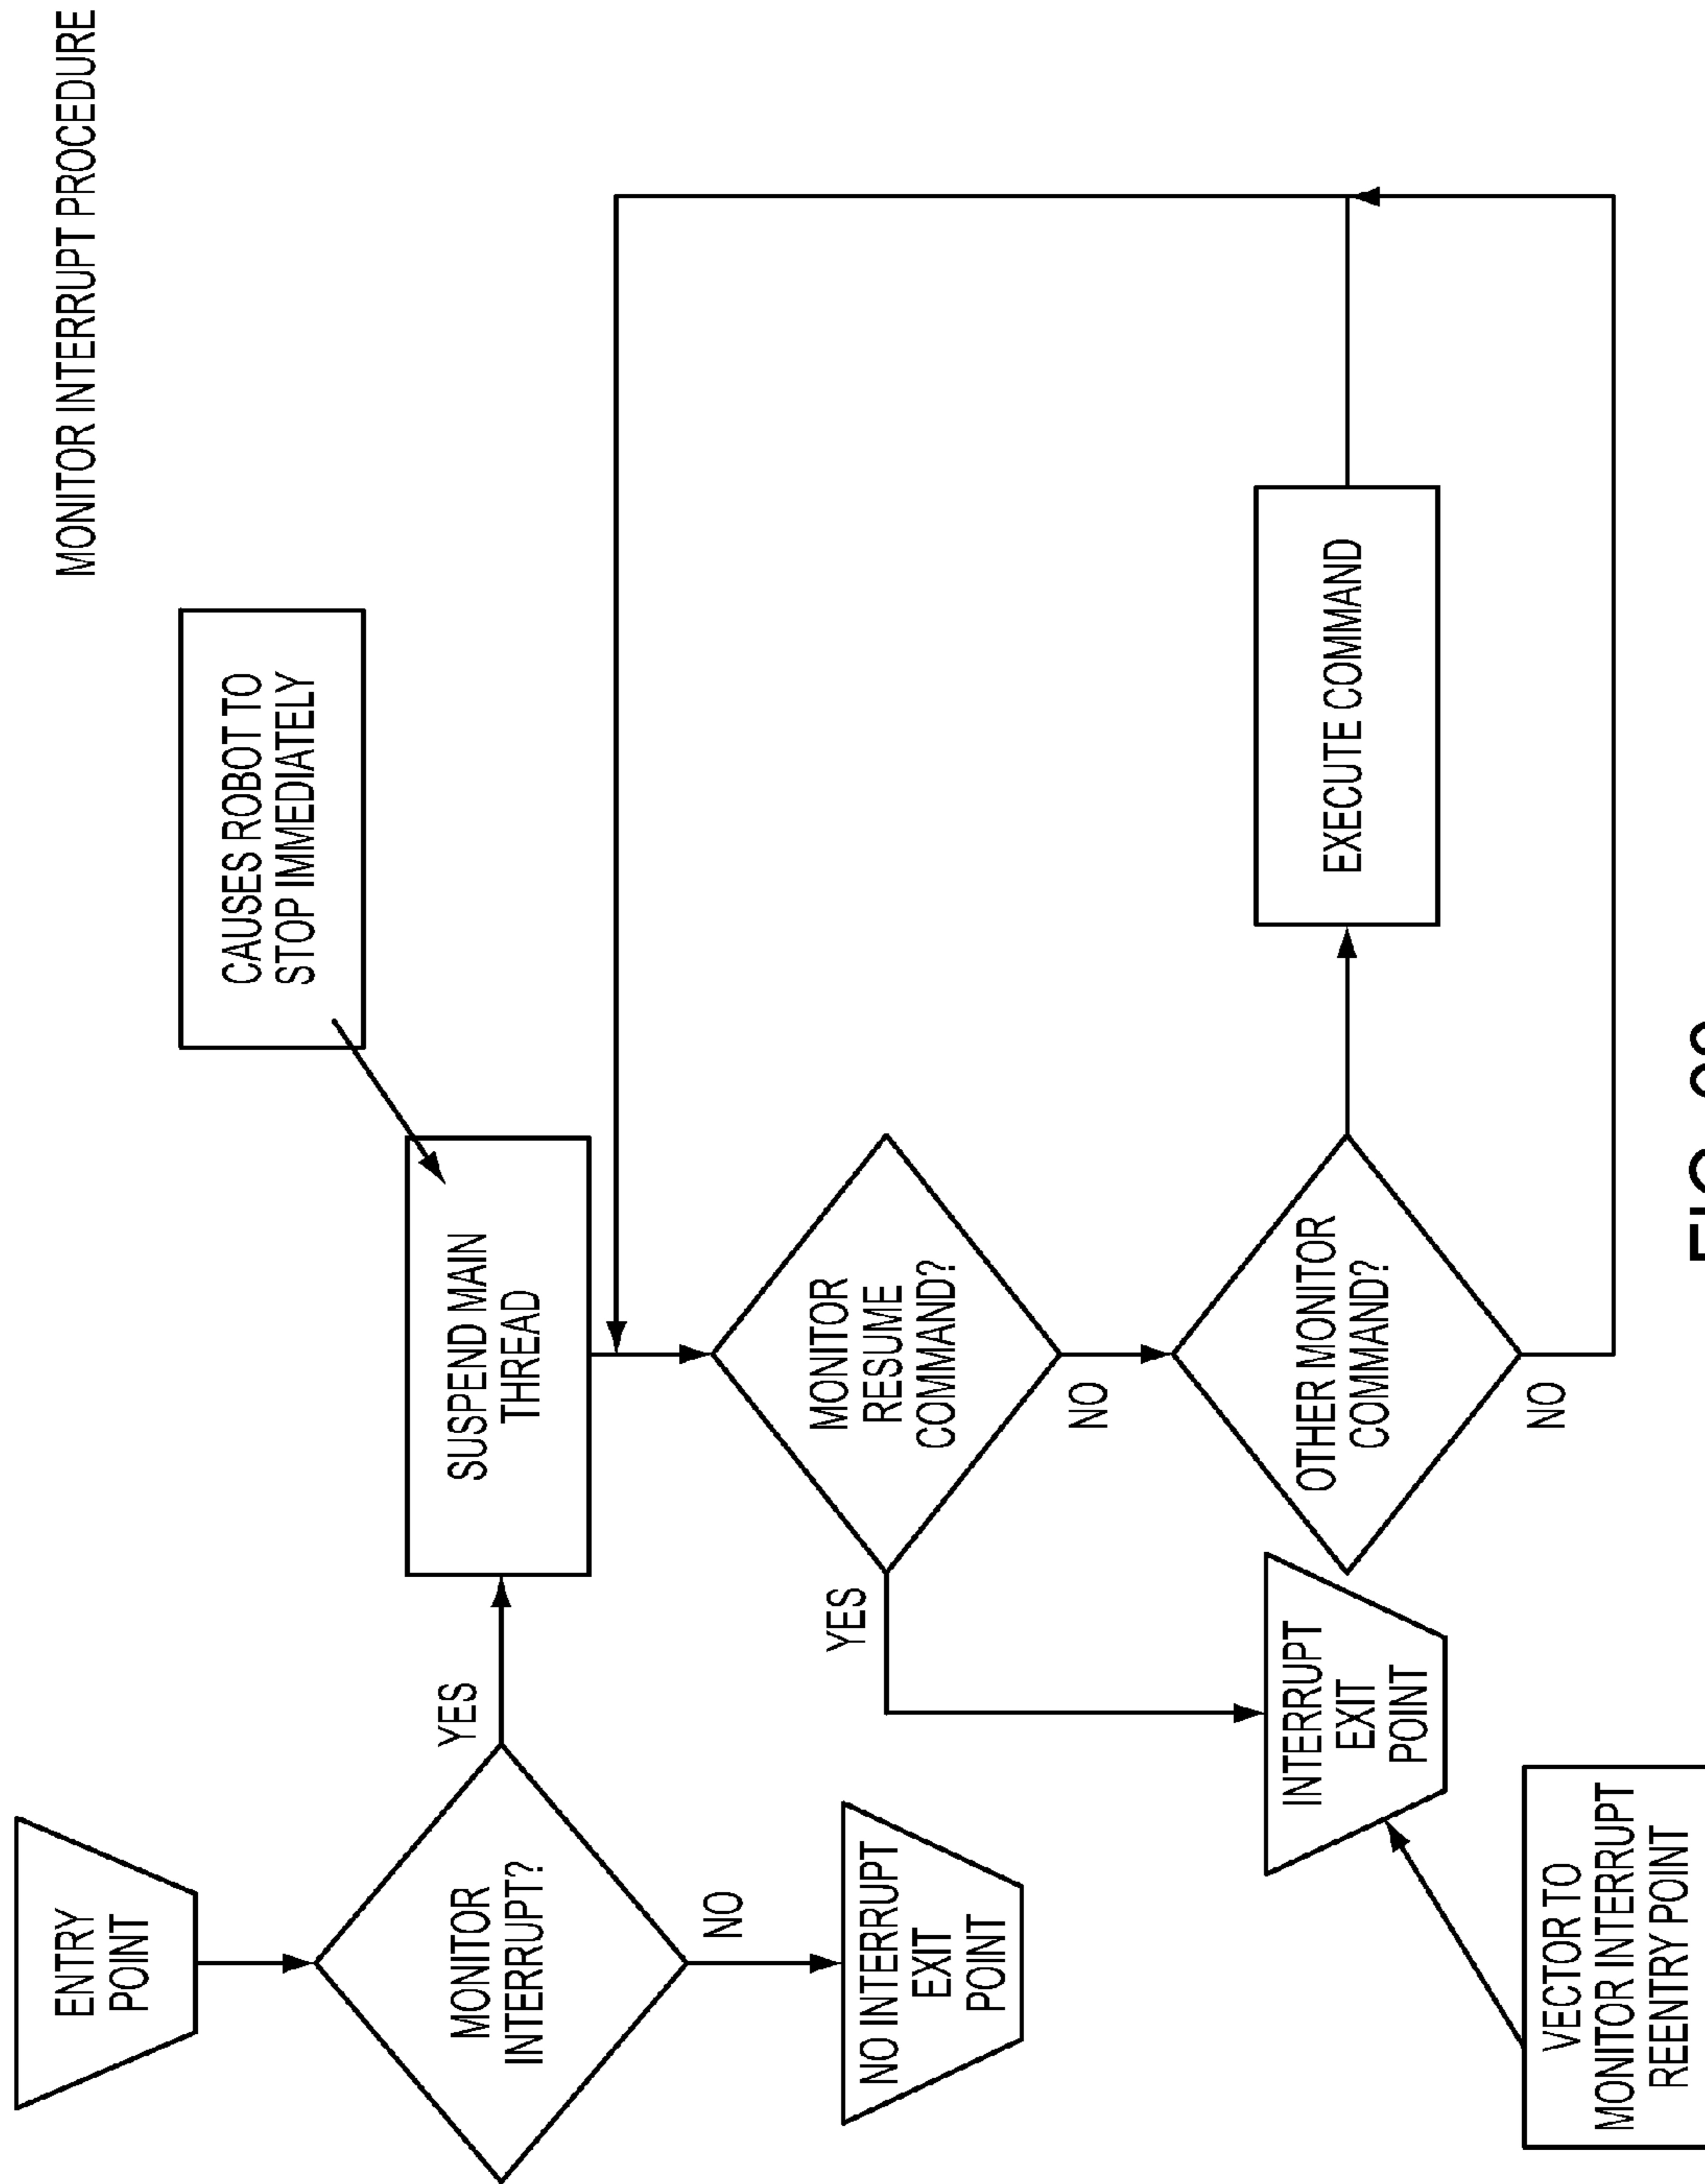 MONITOR INTERRUPT PROCEDURE
ENTRY
POINT
CAUSES ROBOT TO
STOP IMMEDIATELY
MONITOR
INTERRUPT?
YES
SUSPEND MAIN
THREAD
NO
NO INTERRUPT
EXIT
POINT
MONITOR
RESUME
COMMAND?
YES
NO
INTERRUPT
EXIT
POINT
OTHER MONITOR
COMMAND?
EXECUTE COMMAND
NO
VECTOR TO
MONITOR INTERRUPT
REENTRY POINT
FIG.